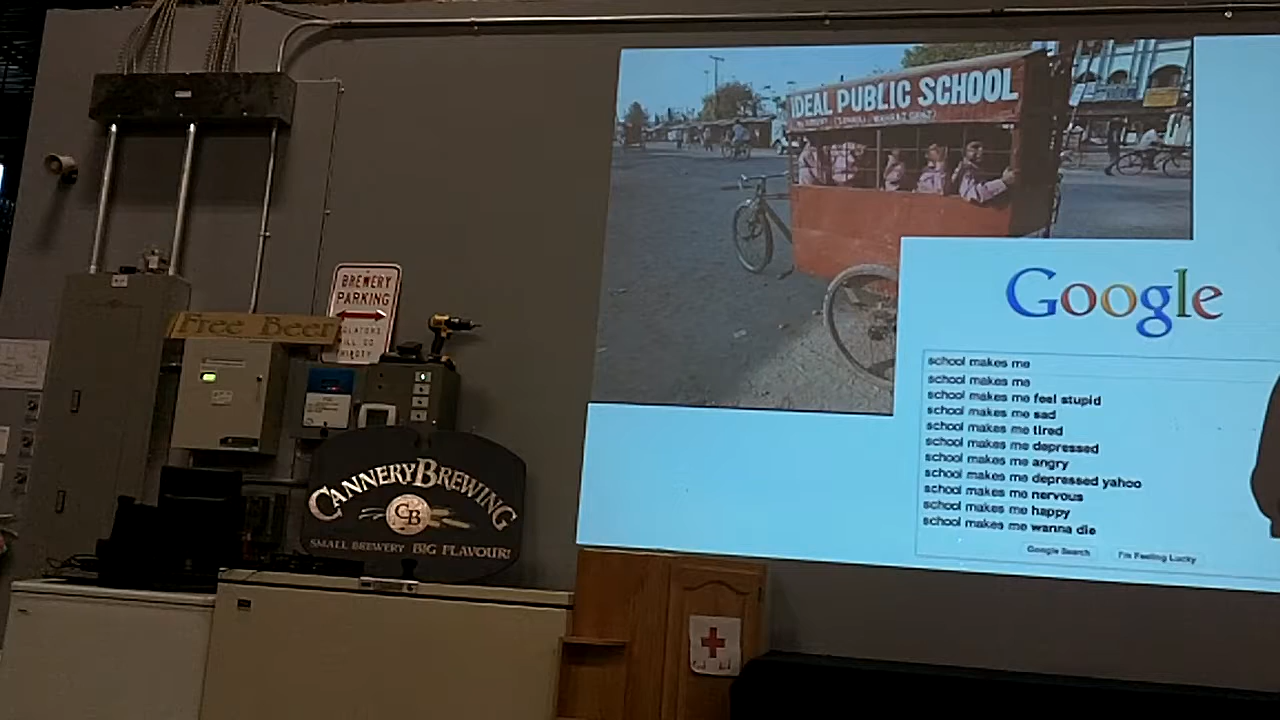 IDEAL PUBLIC SCHOOL
Google
school makes me
school makes me
school makes me feel stupid
school makes me sad
school makes me tired
school makes me depressed
school makes me angry
school makes me depressed yahoo
school makes me nervous
school makes me happy
school makes me wanna die
Google Search
I'm Feeling Lucky
BREWERY
PARKING
Free Beer
CANNERY BREWING
CB
SMALL BREWERY BIG FLAVOUR!